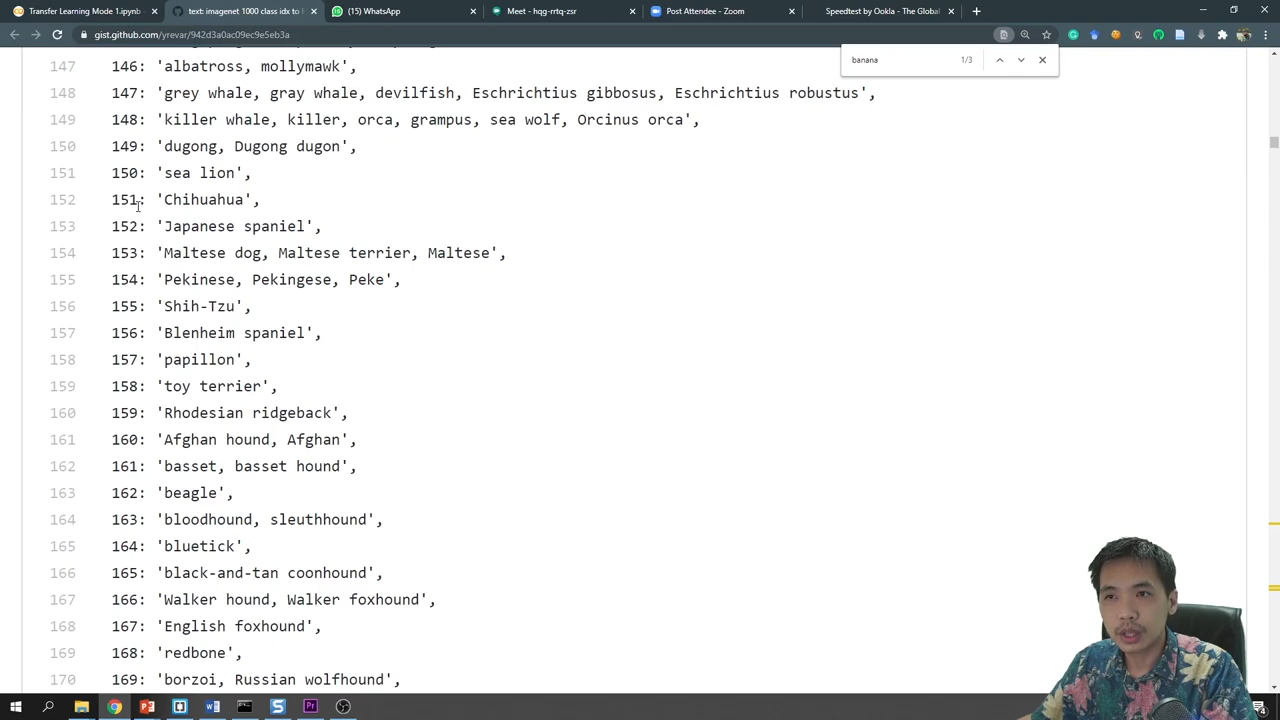 Transfer Learning Mode 1.ipynb
text: imagenet 1000 class idx to
(15) WhatsApp
Meet - hqg-rrtq-zsr
Post Attendee - Zoom
Speedtest by Ookla - The Global
gist.github.com/yrevar/942d3a0ac09ec9e5eb3a
banana 1/3
147 146: 'albatross, mollymawk',
148 147: 'grey whale, gray whale, devilfish, Eschrichtius gibbosus, Eschrichtius robustus',
149 148: 'killer whale, killer, orca, grampus, sea wolf, Orcinus orca',
150 149: 'dugong, Dugong dugon',
151 150: 'sea lion',
152 151: 'Chihuahua',
153 152: 'Japanese spaniel',
154 153: 'Maltese dog, Maltese terrier, Maltese',
155 154: 'Pekinese, Pekingese, Peke',
156 155: 'Shih-Tzu',
157 156: 'Blenheim spaniel',
158 157: 'papillon',
159 158: 'toy terrier',
160 159: 'Rhodesian ridgeback',
161 160: 'Afghan hound, Afghan',
162 161: 'basset, basset hound',
163 162: 'beagle',
164 163: 'bloodhound, sleuthhound',
165 164: 'bluetick',
166 165: 'black-and-tan coonhound',
167 166: 'Walker hound, Walker foxhound',
168 167: 'English foxhound',
169 168: 'redbone',
170 169: 'borzoi, Russian wolfhound',